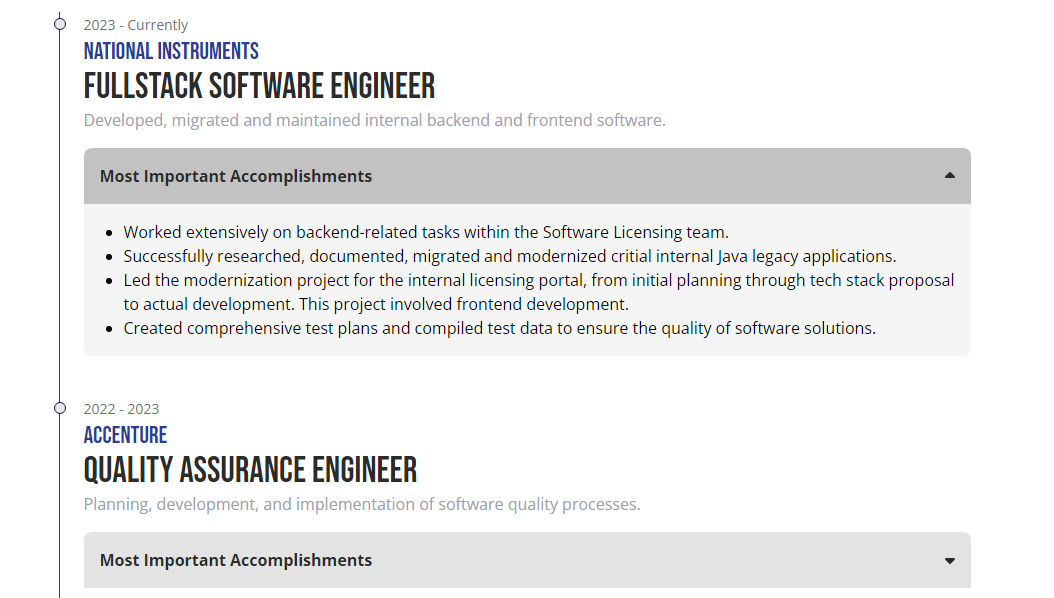 2023 - Currently
NATIONAL INSTRUMENTS
FULLSTACK SOFTWARE ENGINEER
Developed, migrated and maintained internal backend and frontend software.
Most Important Accomplishments
Worked extensively on backend-related tasks within the Software Licensing team.
Successfully researched, documented, migrated and modernized critial internal Java legacy applications.
Led the modernization project for the internal licensing portal, from initial planning through tech stack proposal
to actual development. This project involved frontend development.
Created comprehensive test plans and compiled test data to ensure the quality of software solutions.
2022 - 2023
ACCENTURE
QUALITY ASSURANCE ENGINEER
Planning, development, and implementation of software quality processes.
Most Important Accomplishments